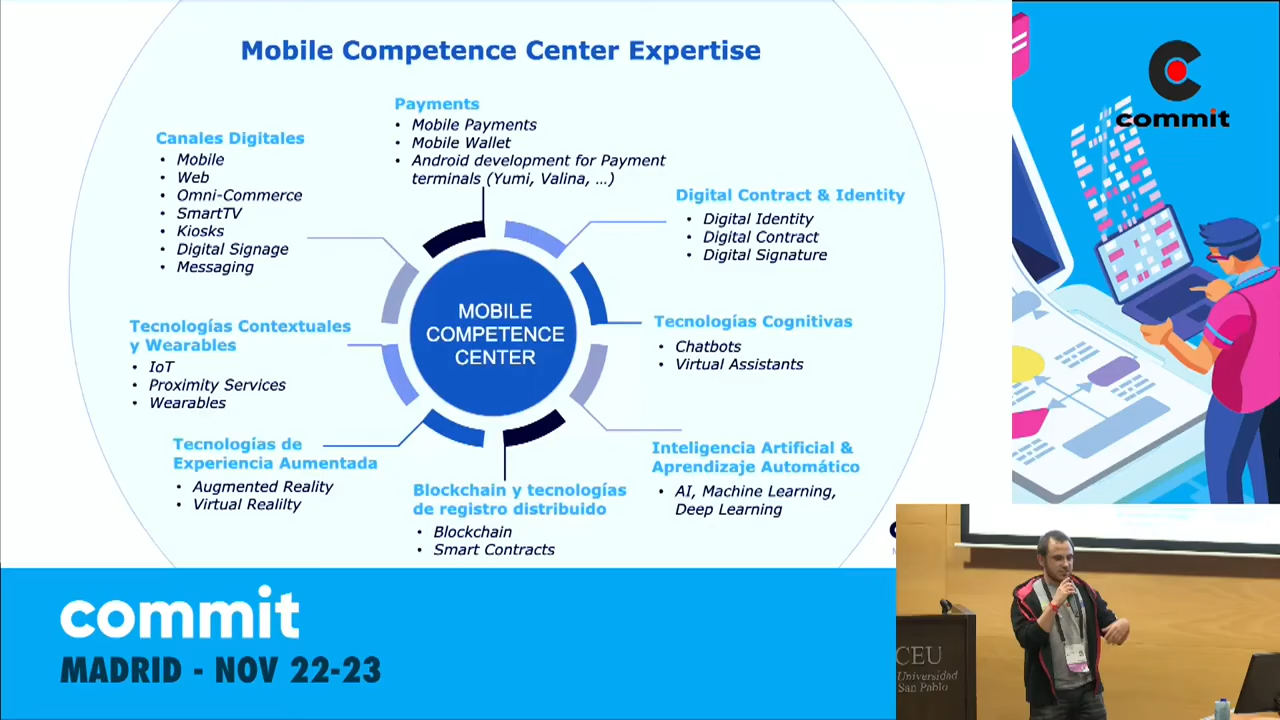 Mobile Competence Center Expertise
Payments
• Mobile Payments
• Mobile Wallet
• Android development for Payment
terminals (Yumi, Valina, ...)
Canales Digitales
• Mobile
• Web
• Omni-Commerce
• SmartTV
• Kiosks
• Digital Signage
• Messaging
Digital Contract & Identity
• Digital Identity
• Digital Contract
• Digital Signature
MOBILE
COMPETENCE
CENTER
Tecnologías Contextuales
y Wearables
• IoT
• Proximity Services
• Wearables
Tecnologías Cognitivas
• Chatbots
• Virtual Assistants
Tecnologías de
Experiencia Aumentada
• Augmented Reality
• Virtual Realilty
Inteligencia Artificial &
Aprendizaje Automático
• AI, Machine Learning,
Deep Learning
Blockchain y tecnologías
de registro distribuido
• Blockchain
• Smart Contracts
commit
commit
MADRID - NOV 22-23
CEU
Universidad
San Pablo